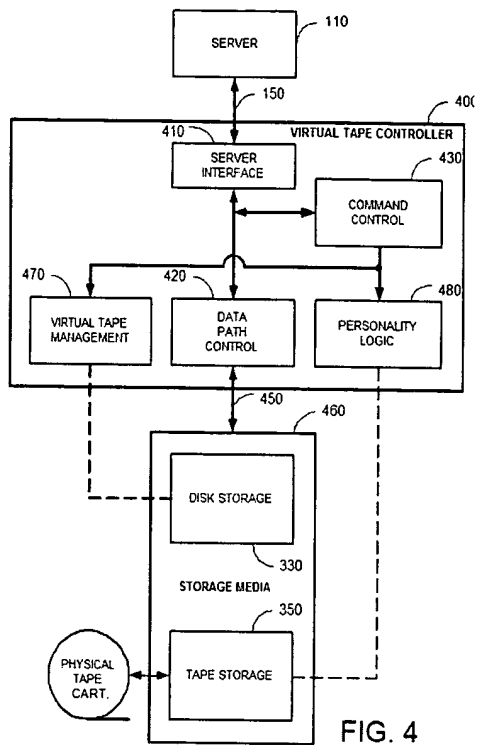 SERVER
110
150
400
VIRTUAL TAPE CONTROLLER
410
SERVER
INTERFACE
430
COMMAND
CONTROL
470
VIRTUAL TAPE
MANAGEMENT
420
DATA
PATH
CONTROL
480
PERSONALITY
LOGIC
450
460
DISK STORAGE
330
STORAGE MEDIA
350
TAPE STORAGE
PHYSICAL
TAPE
CART.
FIG. 4